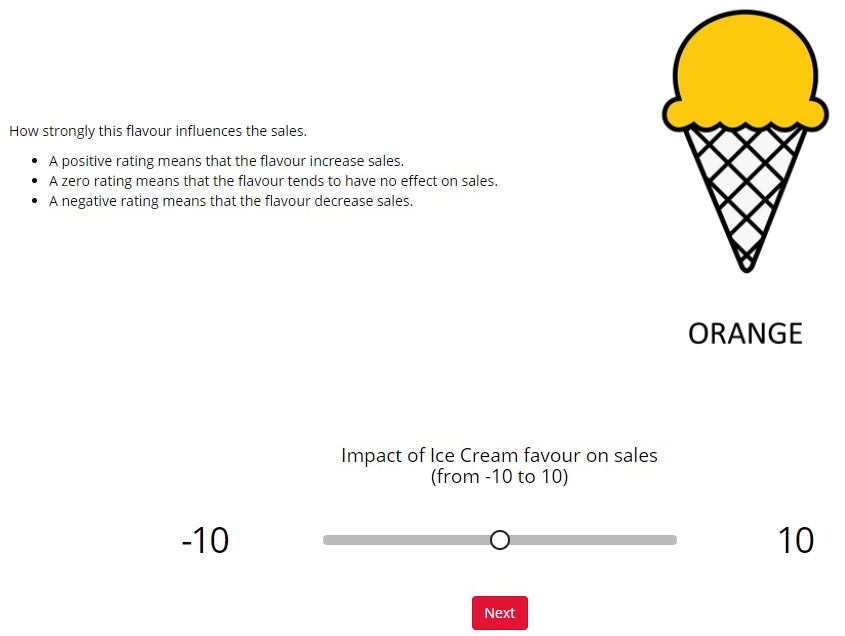 How strongly this flavour influences the sales.
A positive rating means that the flavour increase sales.
A zero rating means that the flavour tends to have no effect on sales.
A negative rating means that the flavour decrease sales.
ORANGE
Impact of Ice Cream favour on sales
(from -10 to 10)
-10
10
Next